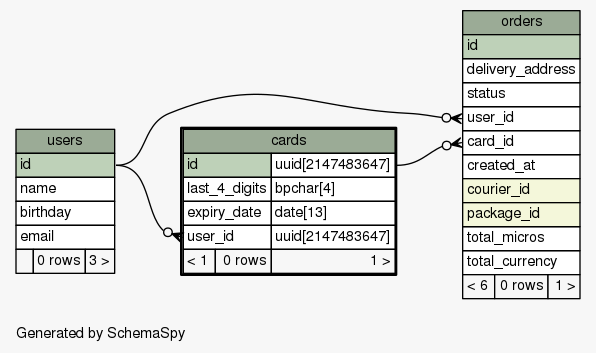 users
id
name
birthday
email
0 rows 3 >
cards
id uuid[2147483647]
last_4_digits bpchar[4]
expiry_date date[13]
user_id uuid[2147483647]
< 1 0 rows 1 >
orders
id
delivery_address
status
user_id
card_id
created_at
courier_id
package_id
total_micros
total_currency
< 6 0 rows 1 >
Generated by SchemaSpy